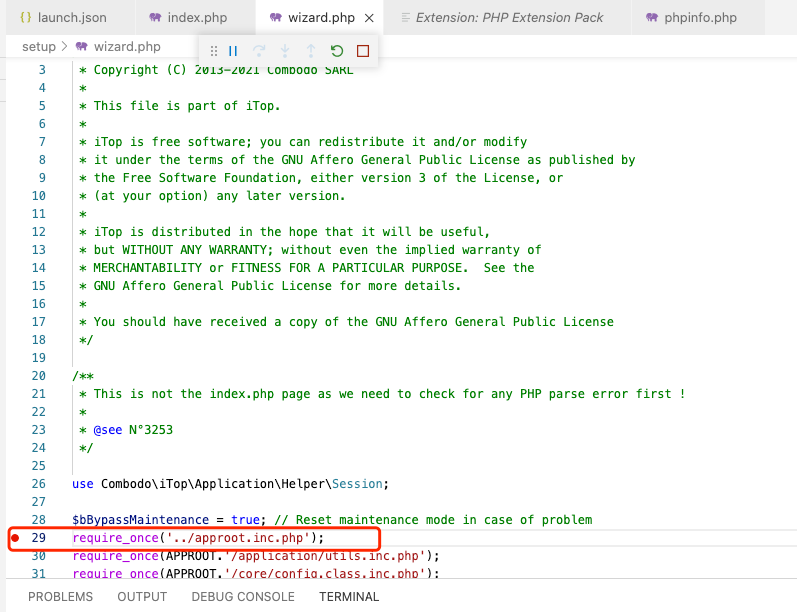 launch.json
index.php
wizard.php
Extension: PHP Extension Pack
phpinfo.php
setup > wizard.php
3 * Copyright (C) 2013-2021 Combodo SARL
4 *
5 * This file is part of iTop.
6 *
7 * iTop is free software; you can redistribute it and/or modify
8 * it under the terms of the GNU Affero General Public License as published by
9 * the Free Software Foundation, either version 3 of the License, or
10 * (at your option) any later version.
11 *
12 * iTop is distributed in the hope that it will be useful,
13 * but WITHOUT ANY WARRANTY; without even the implied warranty of
14 * MERCHANTABILITY or FITNESS FOR A PARTICULAR PURPOSE.  See the
15 * GNU Affero General Public License for more details.
16 *
17 * You should have received a copy of the GNU Affero General Public License
18 */
19
20 /**
21 * This is not the index.php page as we need to check for any PHP parse error first !
22 *
23 * @see N°3253
24 */
25
26 use Combodo\iTop\Application\Helper\Session;
27
28 $bBypassMaintenance = true; // Reset maintenance mode in case of problem
29 require_once('../approot.inc.php');
30 require_once(APPROOT.'/application/utils.inc.php');
31 require_once(APPROOT.'/core/config.class.inc.php');
PROBLEMS OUTPUT DEBUG CONSOLE TERMINAL